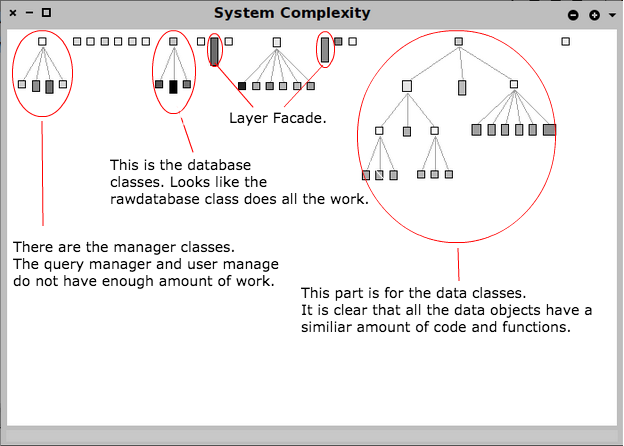 System Complexity
Layer Facade.
This is the database
classes. Looks like the
rawdatabase class does all the work.
There are the manager classes.
The query manager and user manage
do not have enough amount of work.
This part is for the data classes.
It is clear that all the data objects have a
similiar amount of code and functions.